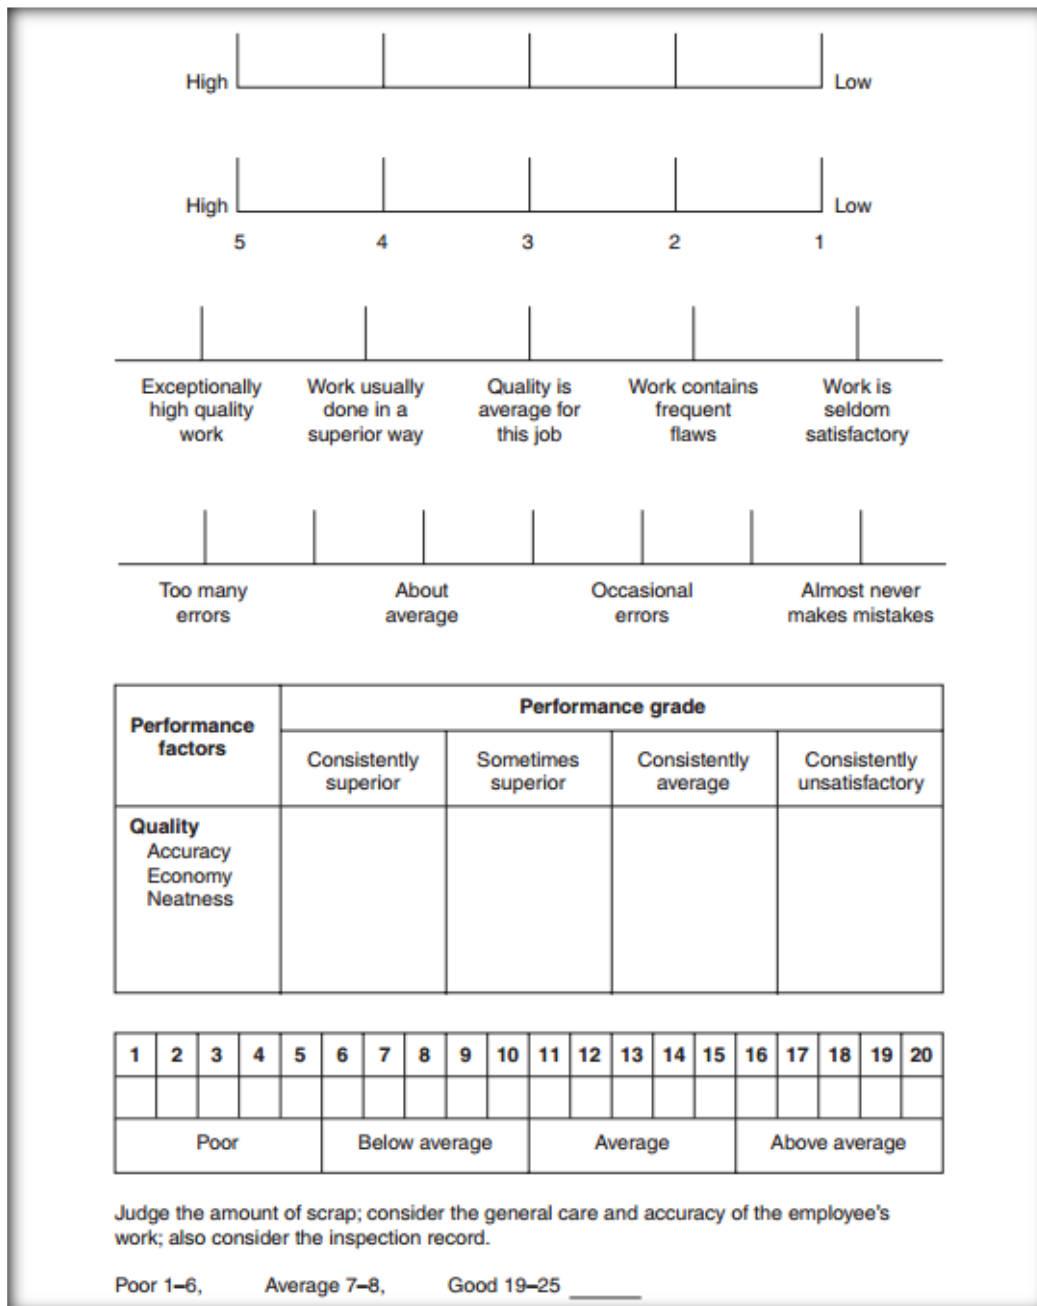 High Low
High Low
5 4 3 2 1
Exceptionally Work usually Quality is Work contains Work is
high quality done in a average for frequent seldom
work superior way this job flaws satisfactory
Too many About Occasional Almost never
errors average errors makes mistakes
Performance factors
Performance grade
Consistently Sometimes Consistently Consistently
superior superior average unsatisfactory
Quality
Accuracy
Economy
Neatness
1 2 3 4 5 6 7 8 9 10 11 12 13 14 15 16 17 18 19 20
Poor Below average Average Above average
Judge the amount of scrap; consider the general care and accuracy of the employee's
work; also consider the inspection record.
Poor 1–6, Average 7–8, Good 19–25 ____